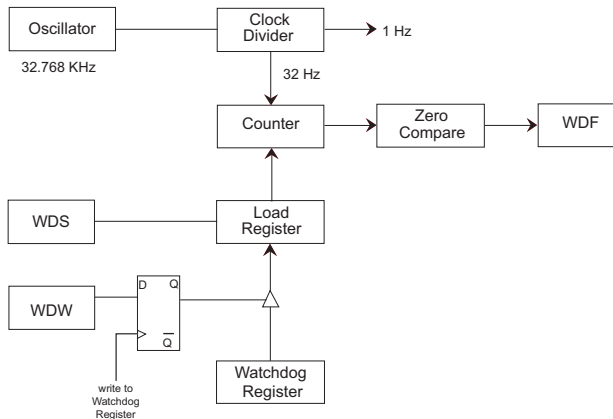 Oscillator
Clock
Divider
1 Hz
32.768 KHz
32 Hz
Counter
Zero
Compare
WDF
WDS
Load
Register
WDW
D
Q
Q
Watchdog
Register
write to
Watchdog
Register